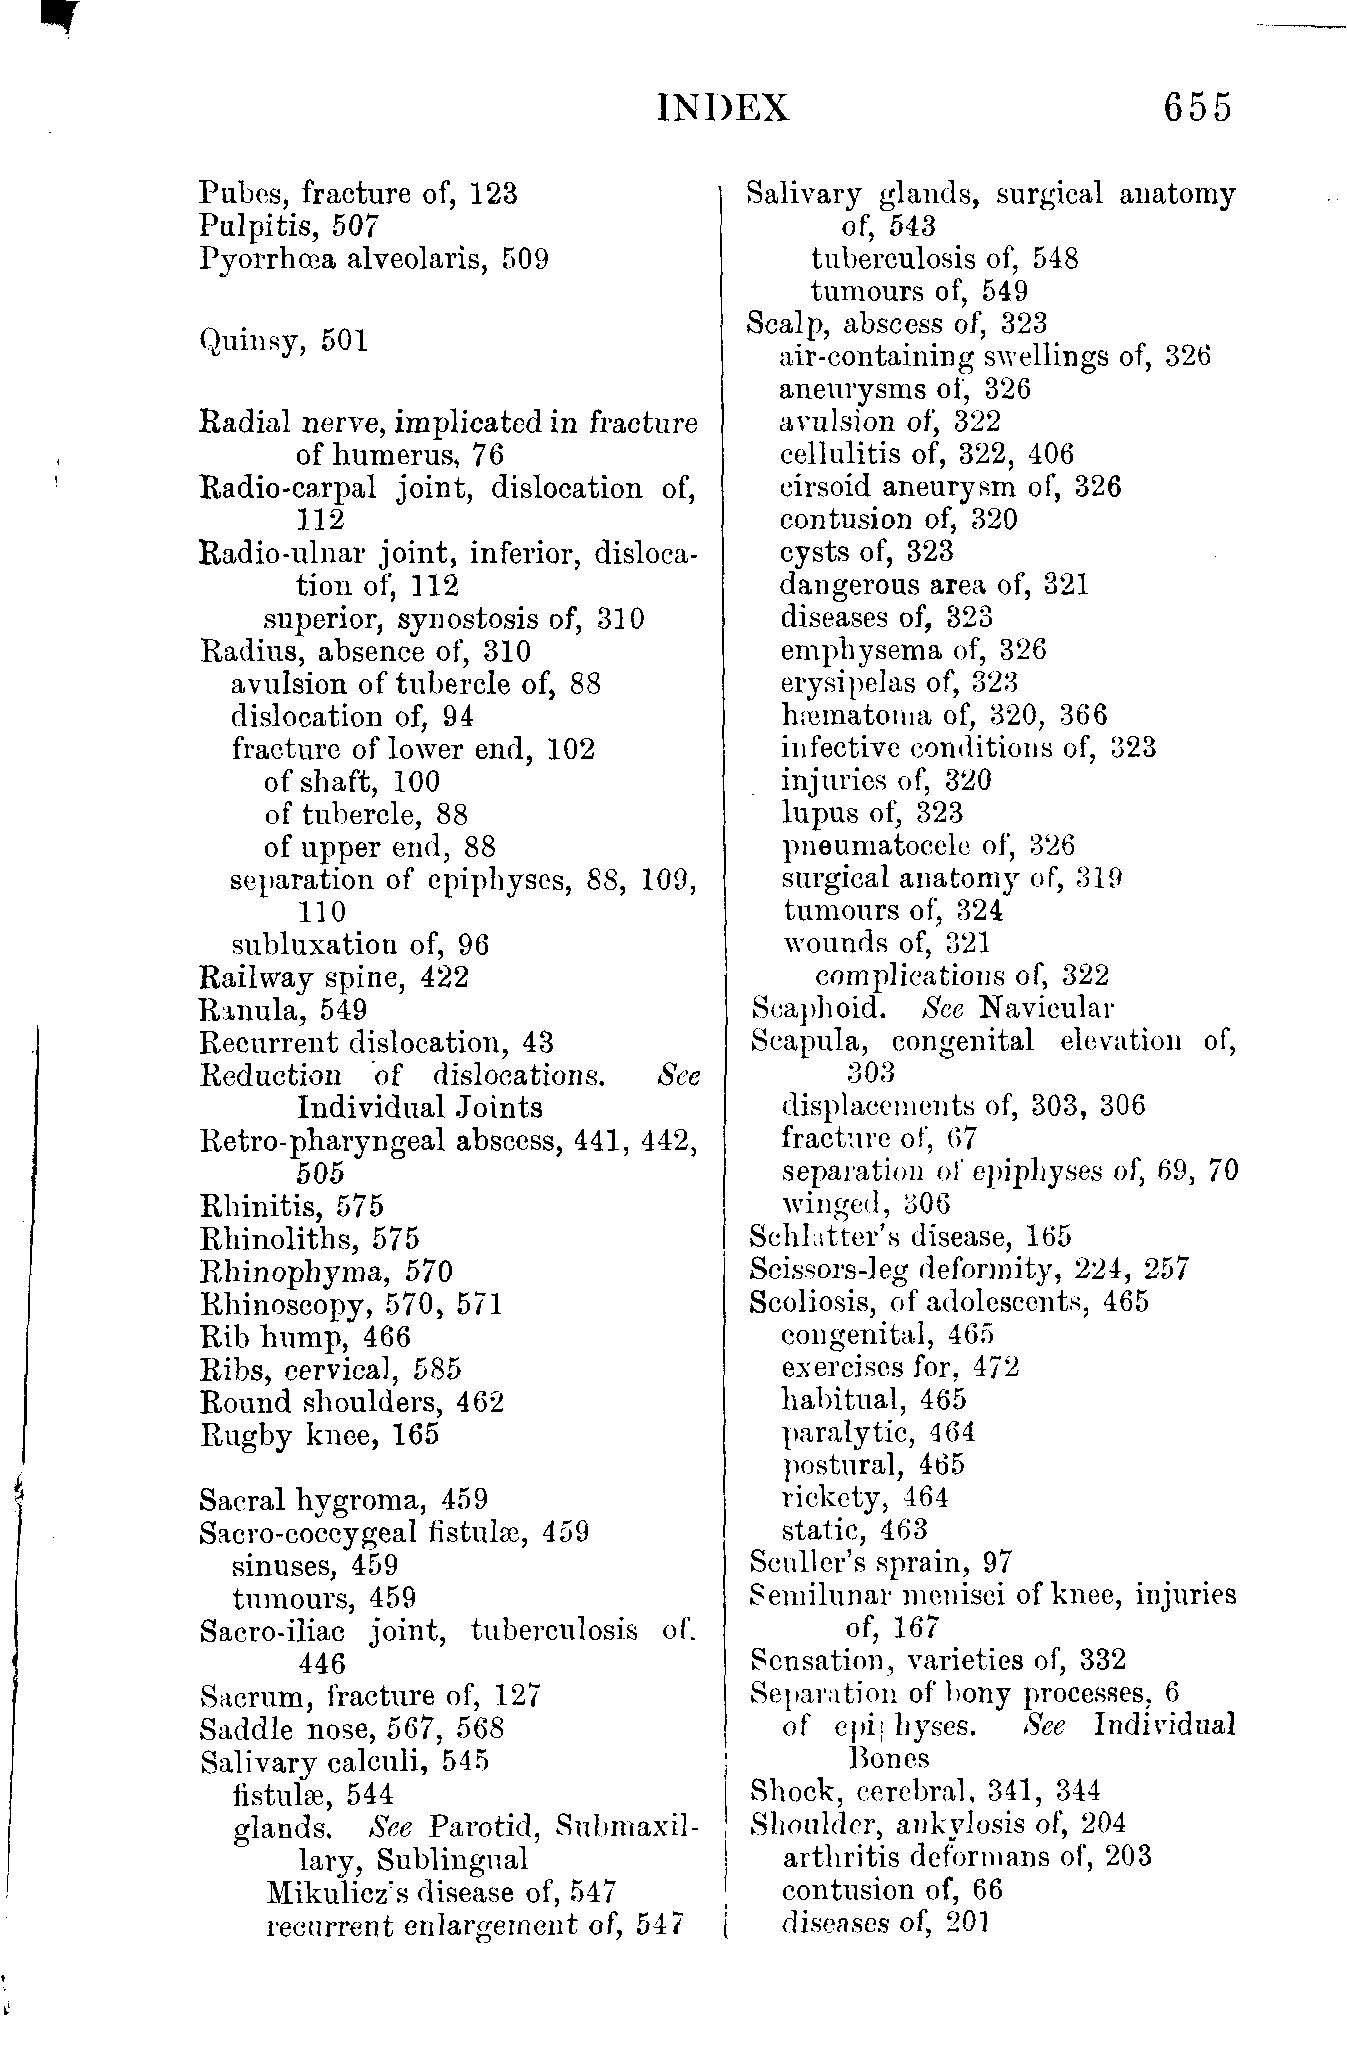 INDEX 655
Pubes, fracture of, 123
Pulpitis, 507
Pyorrhœa alveolaris, 509
Quinsy, 501
Radial nerve, implicated in fracture
of humerus, 76
Radio-carpal joint, dislocation of,
112
Radio-ulnar joint, inferior, disloca-
tion of, 112
superior, synostosis of, 310
Radius, absence of, 310
avulsion of tubercle of, 88
dislocation of, 94
fracture of lower end, 102
of shaft, 100
of tubercle, 88
of upper end, 88
separation of epiphyses, 88, 109,
110
subluxation of, 96
Railway spine, 422
Ranula, 549
Recurrent dislocation, 43
Reduction of dislocations. See
Individual Joints
Retro-pharyngeal abscess, 441, 442,
505
Rhinitis, 575
Rhinoliths, 575
Rhinophyma, 570
Rhinoscopy, 570, 571
Rib hump, 466
Ribs, cervical, 585
Round shoulders, 462
Rugby knee, 165
Sacral hygroma, 459
Sacro-coccygeal fistulæ, 459
sinuses, 459
tumours, 459
Sacro-iliac joint, tuberculosis of.
446
Sacrum, fracture of, 127
Saddle nose, 567, 568
Salivary calculi, 545
fistulæ, 544
glands. See Parotid, Submaxil-
lary, Sublingual
Mikulicz's disease of, 547
recurrent enlargement of, 547
Salivary glands, surgical anatomy
of, 543
tuberculosis of, 548
tumours of, 549
Scalp, abscess of, 323
air-containing swellings of, 326
aneurysms of, 326
avulsion of, 322
cellulitis of, 322, 406
cirsoid aneurysm of, 326
contusion of, 320
cysts of, 323
dangerous area of, 321
diseases of, 323
emphysema of, 326
erysipelas of, 323
hæmatoma of, 320, 366
infective conditions of, 323
injuries of, 320
lupus of, 323
pneumatocele of, 326
surgical anatomy of, 319
tumours of, 324
wounds of, 321
complications of, 322
Scaphoid. See Navicular
Scapula, congenital elevation of,
303
displacements of, 303, 306
fracture of, 67
separation of epiphyses of, 69, 70
winged, 306
Schlatter's disease, 165
Scissors-leg deformity, 224, 257
Scoliosis, of adolescents, 465
congenital, 465
exercises for, 472
habitual, 465
paralytic, 464
postural, 465
rickety, 464
static, 463
Sculler's sprain, 97
Semilunar menisci of knee, injuries
of, 167
Sensation, varieties of, 332
Separation of bony processes, 6
of epiphyses. See Individual
Bones
Shock, cerebral, 341, 344
Shoulder, ankylosis of, 204
arthritis deformans of, 203
contusion of, 66
diseases of, 201